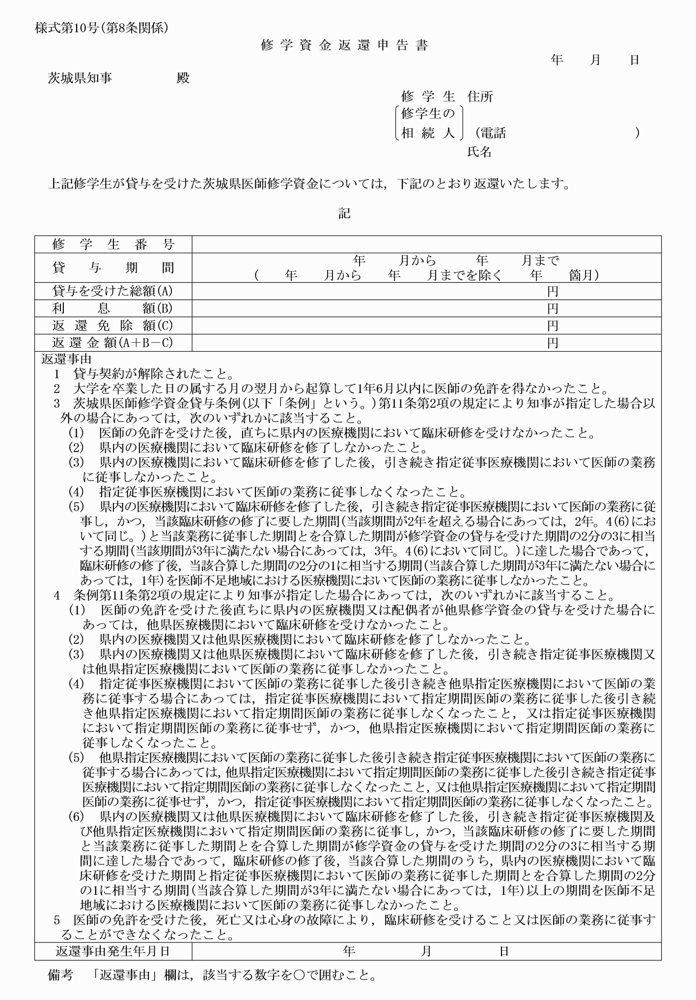 様式第10号(第8条関係)
修学資金返還申告書
年　　月　　日
茨城県知事　　　　　殿
修学生　住所
修学生の
相続人　(電話　　　　　　　　　　)
氏名
上記修学生が貸与を受けた茨城県医師修学資金については，下記のとおり返還いたします。
記
修学生番号
貸与期間　　年　　月から　　年　　月まで
(　　年　　月から　　年　　月までを除く　　年　　箇月)
貸与を受けた総額(A)　　円
利息額(B)　　円
返還免除額(C)　　円
返還金額(A＋B－C)　　円
返還事由
1　貸与契約が解除されたこと。
2　大学を卒業した日の属する月の翌月から起算して1年6月以内に医師の免許を得なかったこと。
3　茨城県医師修学資金貸与条例(以下「条例」という。)第11条第2項の規定により知事が指定した場合以
外の場合にあっては，次のいずれかに該当すること。
(1)　医師の免許を受けた後，直ちに県内の医療機関において臨床研修を受けなかったこと。
(2)　県内の医療機関において臨床研修を修了しなかったこと。
(3)　県内の医療機関において臨床研修を修了した後，引き続き指定従事医療機関において医師の業務
に従事しなかったこと。
(4)　指定従事医療機関において医師の業務に従事しなくなったこと。
(5)　県内の医療機関において臨床研修を修了した後，引き続き指定従事医療機関において医師の業務に従
事し，かつ，当該臨床研修の修了に要した期間(当該期間が2年を超える場合にあっては，2年。4(6)にお
いて同じ。)と当該業務に従事した期間とを合算した期間が修学資金の貸与を受けた期間の2分の3に相当
する期間(当該期間が3年に満たない場合にあっては，3年。4(6)において同じ。)に達した場合であって，
臨床研修の修了後，当該合算した期間の2分の1に相当する期間(当該合算した期間が3年に満たない場合に
あっては，1年)を医師不足地域における医療機関において医師の業務に従事しなかったこと。
4　条例第11条第2項の規定により知事が指定した場合にあっては，次のいずれかに該当すること。
(1)　医師の免許を受けた後直ちに県内の医療機関又は配偶者が他県修学資金の貸与を受けた場合に
あっては，他県医療機関において臨床研修を受けなかったこと。
(2)　県内の医療機関又は他県医療機関において臨床研修を修了しなかったこと。
(3)　県内の医療機関又は他県医療機関において臨床研修を修了した後，引き続き指定従事医療機関又
は他県指定医療機関において医師の業務に従事しなかったこと。
(4)　指定従事医療機関において医師の業務に従事した後引き続き他県指定医療機関において医師の業
務に従事する場合にあっては，指定従事医療機関において指定期間医師の業務に従事した後引き続
き他県指定医療機関において指定期間医師の業務に従事しなくなったこと，又は指定従事医療機関
において指定期間医師の業務に従事せず，かつ，他県指定医療機関において指定期間医師の業務に
従事しなくなったこと。
(5)　他県指定医療機関において医師の業務に従事した後引き続き指定従事医療機関において医師の業務に
従事する場合にあっては，他県指定医療機関において指定期間医師の業務に従事した後引き続き指定従事
医療機関において指定期間医師の業務に従事しなくなったこと，又は他県指定医療機関において指定期間
医師の業務に従事せず，かつ，指定従事医療機関において指定期間医師の業務に従事しなくなったこと。
(6)　県内の医療機関又は他県医療機関において臨床研修を修了した後，引き続き指定従事医療機関及
び他県指定医療機関において指定期間医師の業務に従事し，かつ，当該臨床研修の修了に要した期間
と当該業務に従事した期間とを合算した期間が修学資金の貸与を受けた期間の2分の3に相当する期
間に達した場合であって，臨床研修の修了後，当該合算した期間のうち，県内の医療機関において臨
床研修を受けた期間と指定従事医療機関において医師の業務に従事した期間とを合算した期間の2分
の1に相当する期間(当該合算した期間が3年に満たない場合にあっては，1年)以上の期間を医師不足
地域における医療機関において医師の業務に従事しなかったこと。
5　医師の免許を受けた後，死亡又は心身の故障により，臨床研修を受けること又は医師の業務に従事す
ることができなくなったこと。
返還事由発生年月日　　年　　月　　日
備考　「返還事由」欄は，該当する数字を〇で囲むこと。